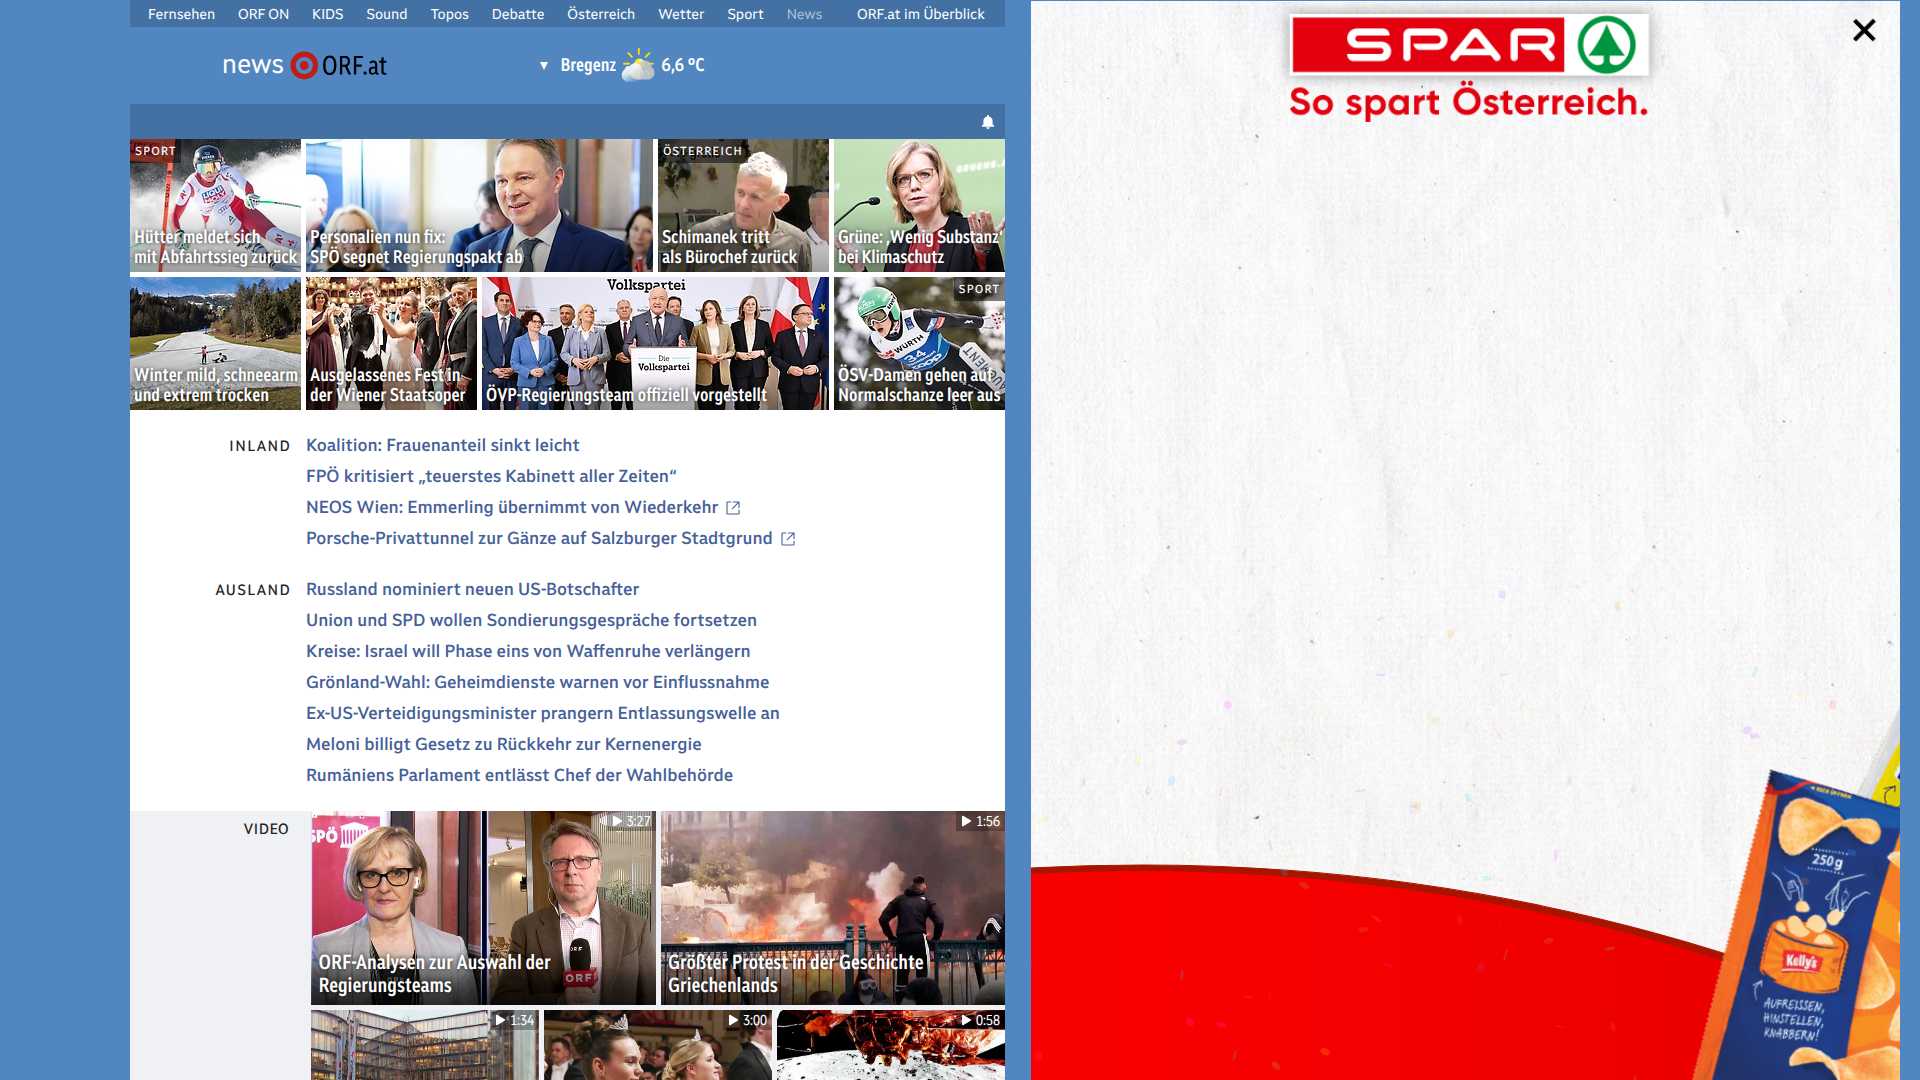 Fernsehen ORF ON KIDS Sound Topos Debatte Österreich Wetter Sport News ORF.at im Überblick
news ORF.at
▼ Bregenz 6,6 °C
SPORT
Hütter meldet sich
mit Abfahrtssieg zurück
Personalien nun fix:
SPÖ segnet Regierungspakt ab
ÖSTERREICH
Schimanek tritt
als Bürochef zurück
Grüne: ‚Wenig Substanz‘
bei Klimaschutz
Winter mild, schneearm
und extrem trocken
Ausgelassenes Fest in
der Wiener Staatsoper
Volkspartei
Die
Volkspartei
ÖVP-Regierungsteam offiziell vorgestellt
SPORT
WÜRTH
34
COOP
ÖSV-Damen gehen auf
Normalschanze leer aus
INLAND
Koalition: Frauenanteil sinkt leicht
FPÖ kritisiert „teuerstes Kabinett aller Zeiten“
NEOS Wien: Emmerling übernimmt von Wiederkehr
Porsche-Privattunnel zur Gänze auf Salzburger Stadtgrund
AUSLAND
Russland nominiert neuen US-Botschafter
Union und SPD wollen Sondierungsgespräche fortsetzen
Kreise: Israel will Phase eins von Waffenruhe verlängern
Grönland-Wahl: Geheimdienste warnen vor Einflussnahme
Ex-US-Verteidigungsminister prangern Entlassungswelle an
Meloni billigt Gesetz zu Rückkehr zur Kernenergie
Rumäniens Parlament entlässt Chef der Wahlbehörde
VIDEO
SPÖ
3:27
ORF
ORF-Analysen zur Auswahl der
Regierungsteams
1:56
Größter Protest in der Geschichte
Griechenlands
1:34
3:00
0:58
SPAR
So spart Österreich.
250g
Kelly's
AUFREISSEN,
HINSTELLEN,
KNABBERN!